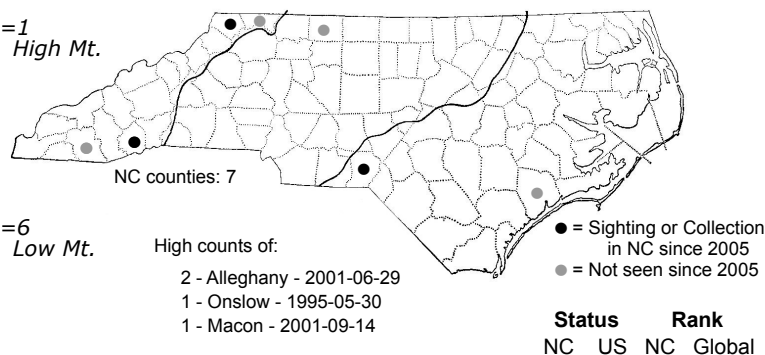 =1
High Mt.
NC counties: 7
=6
Low Mt.
High counts of:
2 - Alleghany - 2001-06-29
1 - Onslow - 1995-05-30
1 - Macon - 2001-09-14
= Sighting or Collection
in NC since 2005
= Not seen since 2005
Status Rank
NC US NC Global